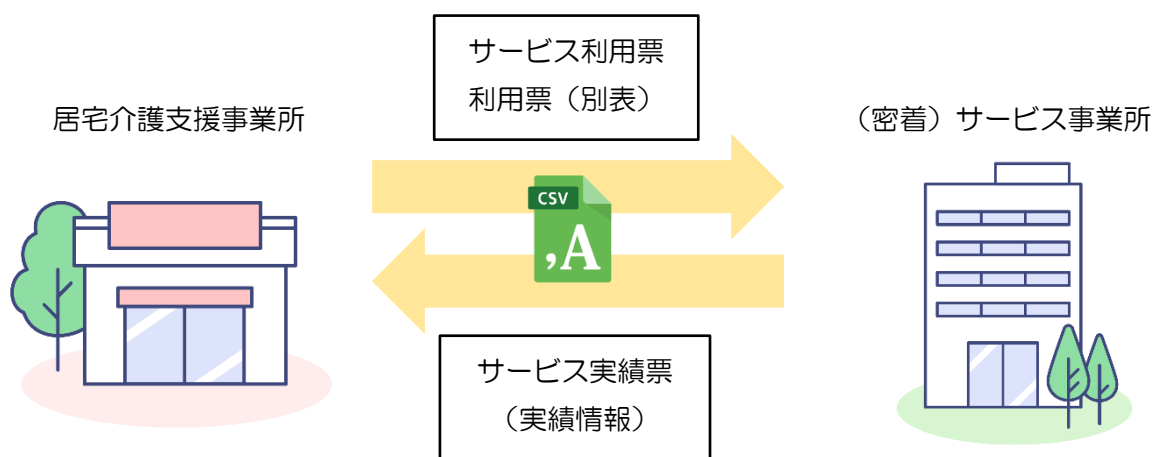 サービス利用票
利用票（別表）
居宅介護支援事業所
（密着）サービス事業所
CSV
,A
サービス実績票
（実績情報）